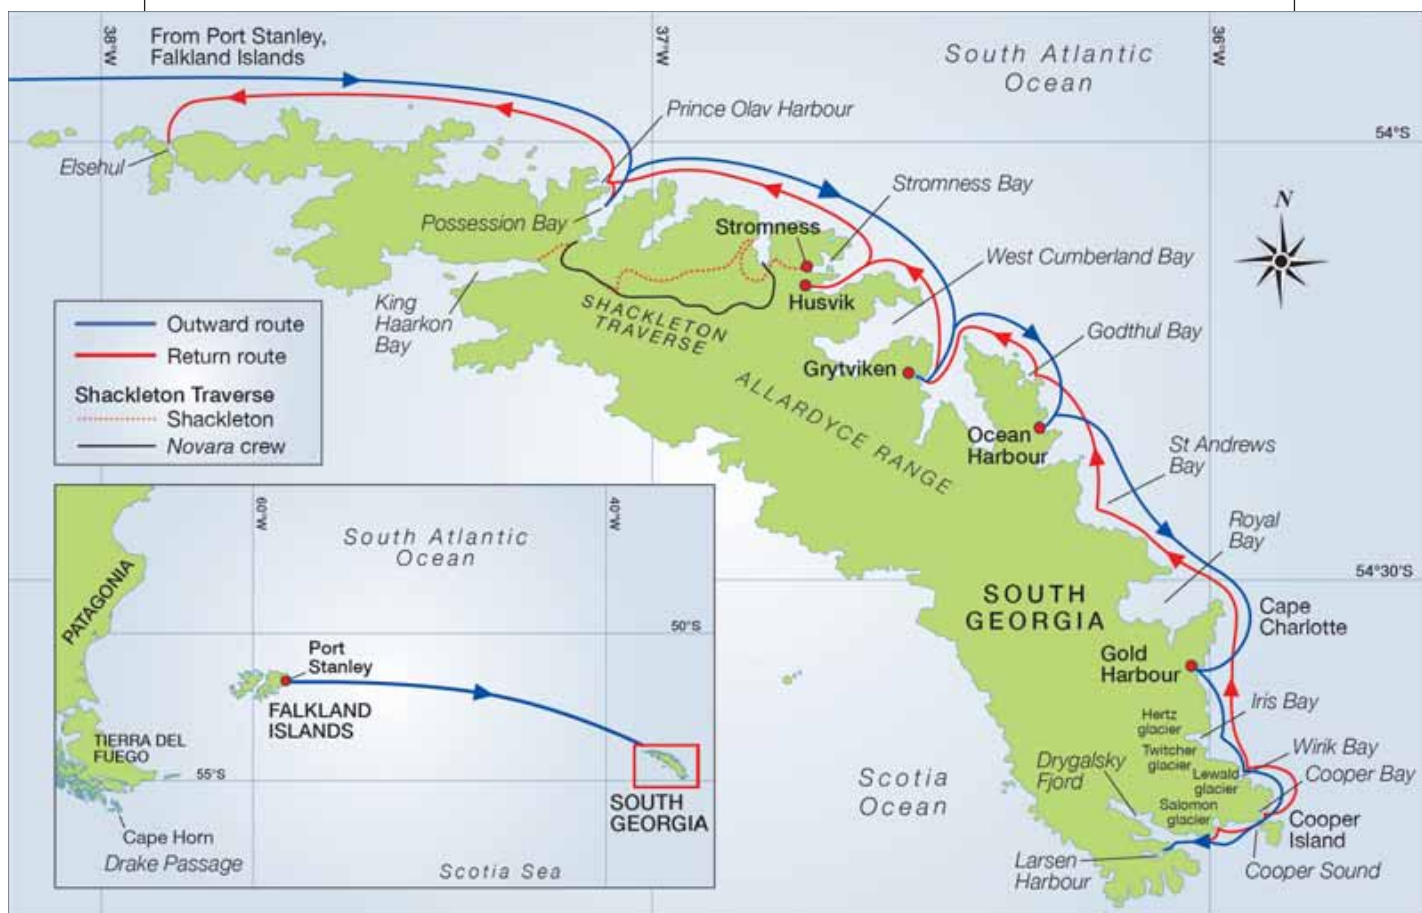 38°W
From Port Stanley,
Falkland Islands
37°W
South Atlantic
Ocean
36°W
Prince Olav Harbour
54°S
Elsehul
Stromness Bay
N
Possession Bay
Stromness
West Cumberland Bay
King
Haarkon
Bay
SHACKLETON
TRAVERSE
Husvik
Godthul Bay
Outward route
Return route
Shackleton Traverse
Shackleton
Novara crew
Grytviken
ALLARDYCE RANGE
Ocean
Harbour
St Andrews
Bay
Royal
Bay
54°30'S
SOUTH
GEORGIA
Cape
Charlotte
Gold
Harbour
Iris Bay
Hertz
glacier
Twitcher
glacier
Wirik Bay
Lewald
glacier
Cooper Bay
Drygalsky
Fjord
Salomon
glacier
Scotia
Ocean
Cooper
Island
Larsen
Harbour
Cooper Sound
60°W
40°W
South Atlantic
Ocean
PATAGONIA
50°S
Port
Stanley
FALKLAND
ISLANDS
TIERRA DEL
FUEGO
55°S
SOUTH
GEORGIA
Cape Horn
Drake Passage
Scotia Sea